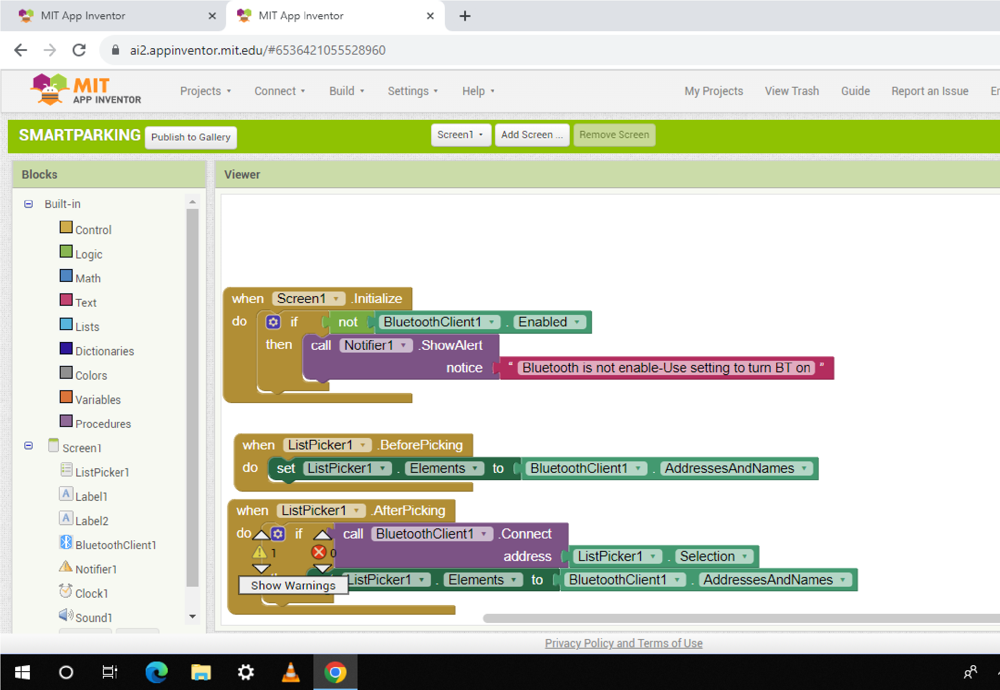 MIT App Inventor
MIT App Inventor
ai2.appinventor.mit.edu/#6536421055528960
MIT APP INVENTOR
Projects Connect Build Settings Help My Projects View Trash Guide Report an Issue
SMARTPARKING Publish to Gallery Screen1 Add Screen ... Remove Screen
Blocks
Built-in
Control
Logic
Math
Text
Lists
Dictionaries
Colors
Variables
Procedures
Screen1
ListPicker1
Label1
Label2
BluetoothClient1
Notifier1
Clock1
Sound1
Viewer
when Screen1 .Initialize
do if not BluetoothClient1 . Enabled
then call Notifier1 .ShowAlert
notice “ Bluetooth is not enable-Use setting to turn BT on ”
when ListPicker1 .BeforePicking
do set ListPicker1 . Elements to BluetoothClient1 . AddressesAndNames
when ListPicker1 .AfterPicking
do if call BluetoothClient1 .Connect
address ListPicker1 . Selection
1 0
ListPicker1 . Elements to BluetoothClient1 . AddressesAndNames
Show Warnings
Privacy Policy and Terms of Use